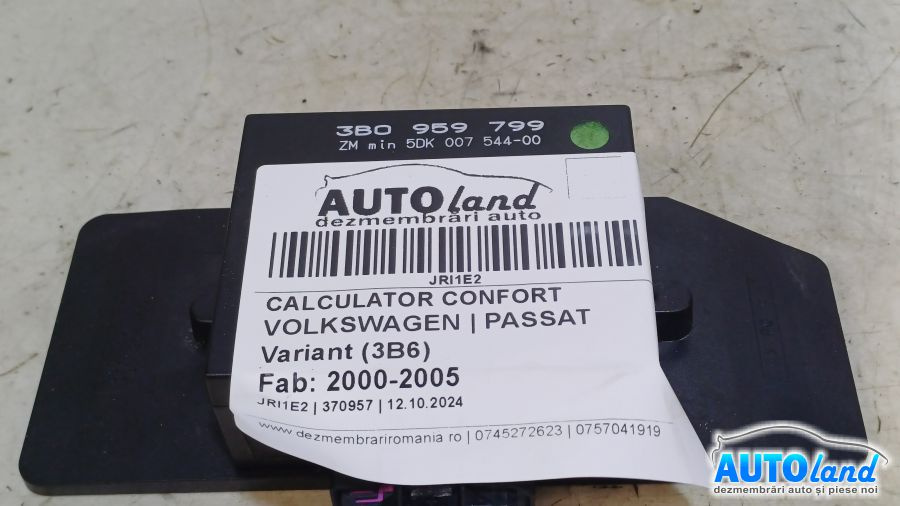 3B0 959 799
ZM min 5DK 007 544-00
AUTOland
dezmembrări auto
JRI1E2
CALCULATOR CONFORT
VOLKSWAGEN | PASSAT
Variant (3B6)
Fab: 2000-2005
JRI1E2 | 370957 | 12.10.2024
www.dezmembrariromania.ro | 0745272623 | 0757041919
AUTOland
dezmembrări auto și piese noi